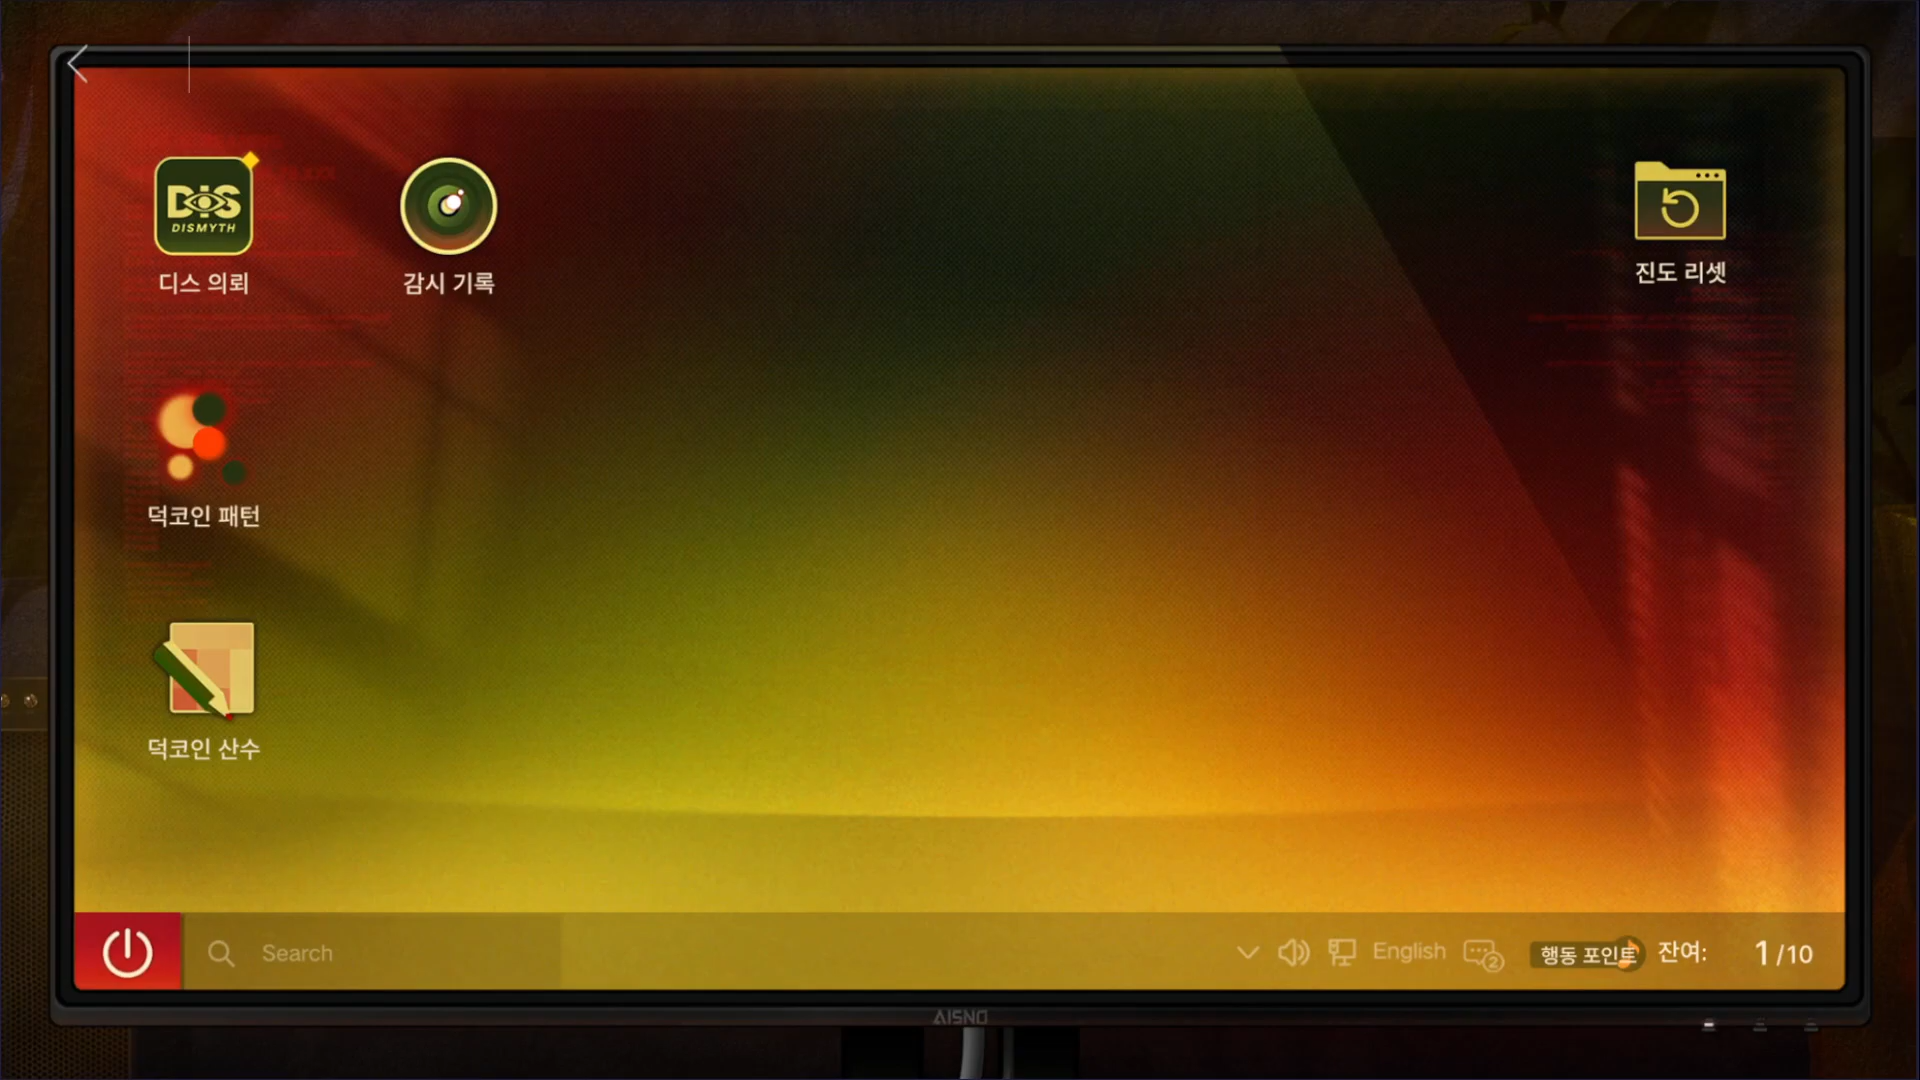 DIS
DISMYTH
디스 의뢰
감시 기록
진도 리셋
덕코인 패턴
덕코인 산수
Search
English
2
행동 포인트
잔여:
1/10
AISNO